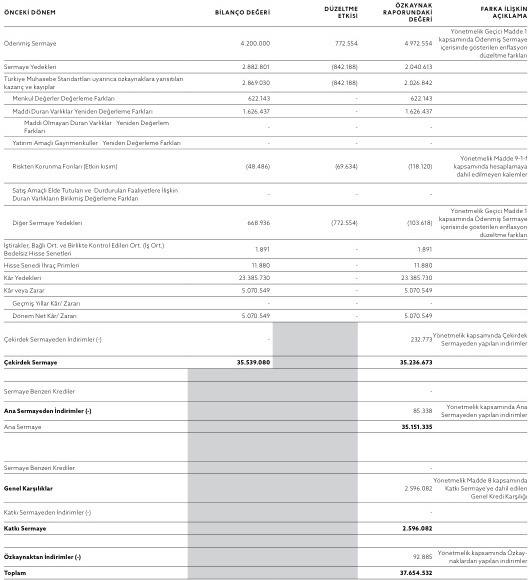 ÖNCEKİ DÖNEM BİLANÇO DEĞERİ DÜZELTME ETKİSİ ÖZKAYNAK RAPORUNDAKİ DEĞERİ FARKA İLİŞKİN AÇIKLAMA
Ödenmiş Sermaye 4.200.000 772.554 4.972.554 Yönetmelik Geçici Madde 1 kapsamında Ödenmiş Sermaye içerisinde gösterilen enflasyon düzeltme farkları
Sermaye Yedekleri 2.882.801 (842.188) 2.040.613
Türkiye Muhasebe Standartları uyarınca özkaynaklara yansıtılan kazanç ve kayıplar 2.869.030 (842.188) 2.026.842
Menkul Değerler Değerleme Farkları 622.143 - 622.143
Maddi Duran Varlıklar Yeniden Değerleme Farkları 1.626.437 - 1.626.437
Maddi Olmayan Duran Varlıklar Yeniden Değerlem Farkları - - -
Yatırım Amaçlı Gayrimenkuller Yeniden Değerleme Farkları - - -
Riskten Korunma Fonları (Etkin kısım) (48.486) (69.634) (118.120) Yönetmelik Madde 9-1-f kapsamında hesaplamaya dahil edilmeyen kalemler
Satış Amaçlı Elde Tutulan ve Durdurulan Faaliyetlere İlişkin Duran Varlıkların Birikmiş Değerleme Farkları - - -
Diğer Sermaye Yedekleri 668.936 (772.554) (103.618) Yönetmelik Geçici Madde 1 kapsamında Ödenmiş Sermaye içerisinde gösterilen enflasyon düzeltme farkları
İştirakler, Bağlı Ort. ve Birlikte Kontrol Edilen Ort. (İş Ort.) Bedelsiz Hisse Senetleri 1.891 - 1.891
Hisse Senedi İhraç Primleri 11.880 - 11.880
Kâr Yedekleri 23.385.730 - 23.385.730
Kâr veya Zarar 5.070.549 - 5.070.549
Geçmiş Yıllar Kâr/ Zararı - - -
Dönem Net Kâr/ Zararı 5.070.549 - 5.070.549
Çekirdek Sermayeden İndirimler (-) - 232.773 Yönetmelik kapsamında Çekirdek Sermayeden yapılan indirimler
Çekirdek Sermaye 35.539.080 35.236.673
Sermaye Benzeri Krediler -
Ana Sermayeden İndirimler (-) 85.338 Yönetmelik kapsamında Ana Sermayeden yapılan indirimler
Ana Sermaye 35.151.335
Sermaye Benzeri Krediler -
Genel Karşılıklar 2.596.082 Yönetmelik Madde 8 kapsamında Katkı Sermaye'ye dahil edilen Genel Kredi Karşılığı
Katkı Sermayeden İndirimler (-) -
Katkı Sermaye 2.596.082
Özkaynaktan İndirimler (-) 92.885 Yönetmelik kapsamında Özkaynaklardan yapılan indirimler
Toplam 37.654.532